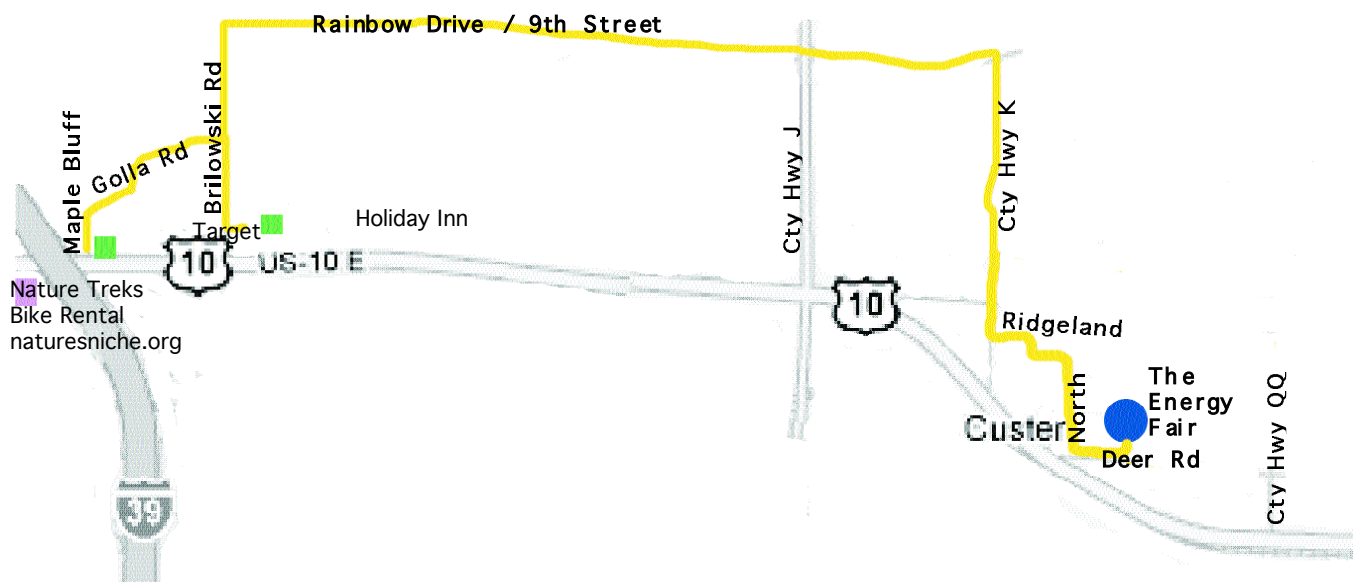 Rainbow Drive / 9th Street
Maple Bluff
Golla Rd
Brilowski Rd
Cty Hwy J
Cty Hwy K
Target
Holiday Inn
10
US-10 E
Nature Treks
Bike Rental
naturesniche.org
10
Ridgeland
North
The
Energy
Fair
Custer
Deer Rd
Cty Hwy QQ
39